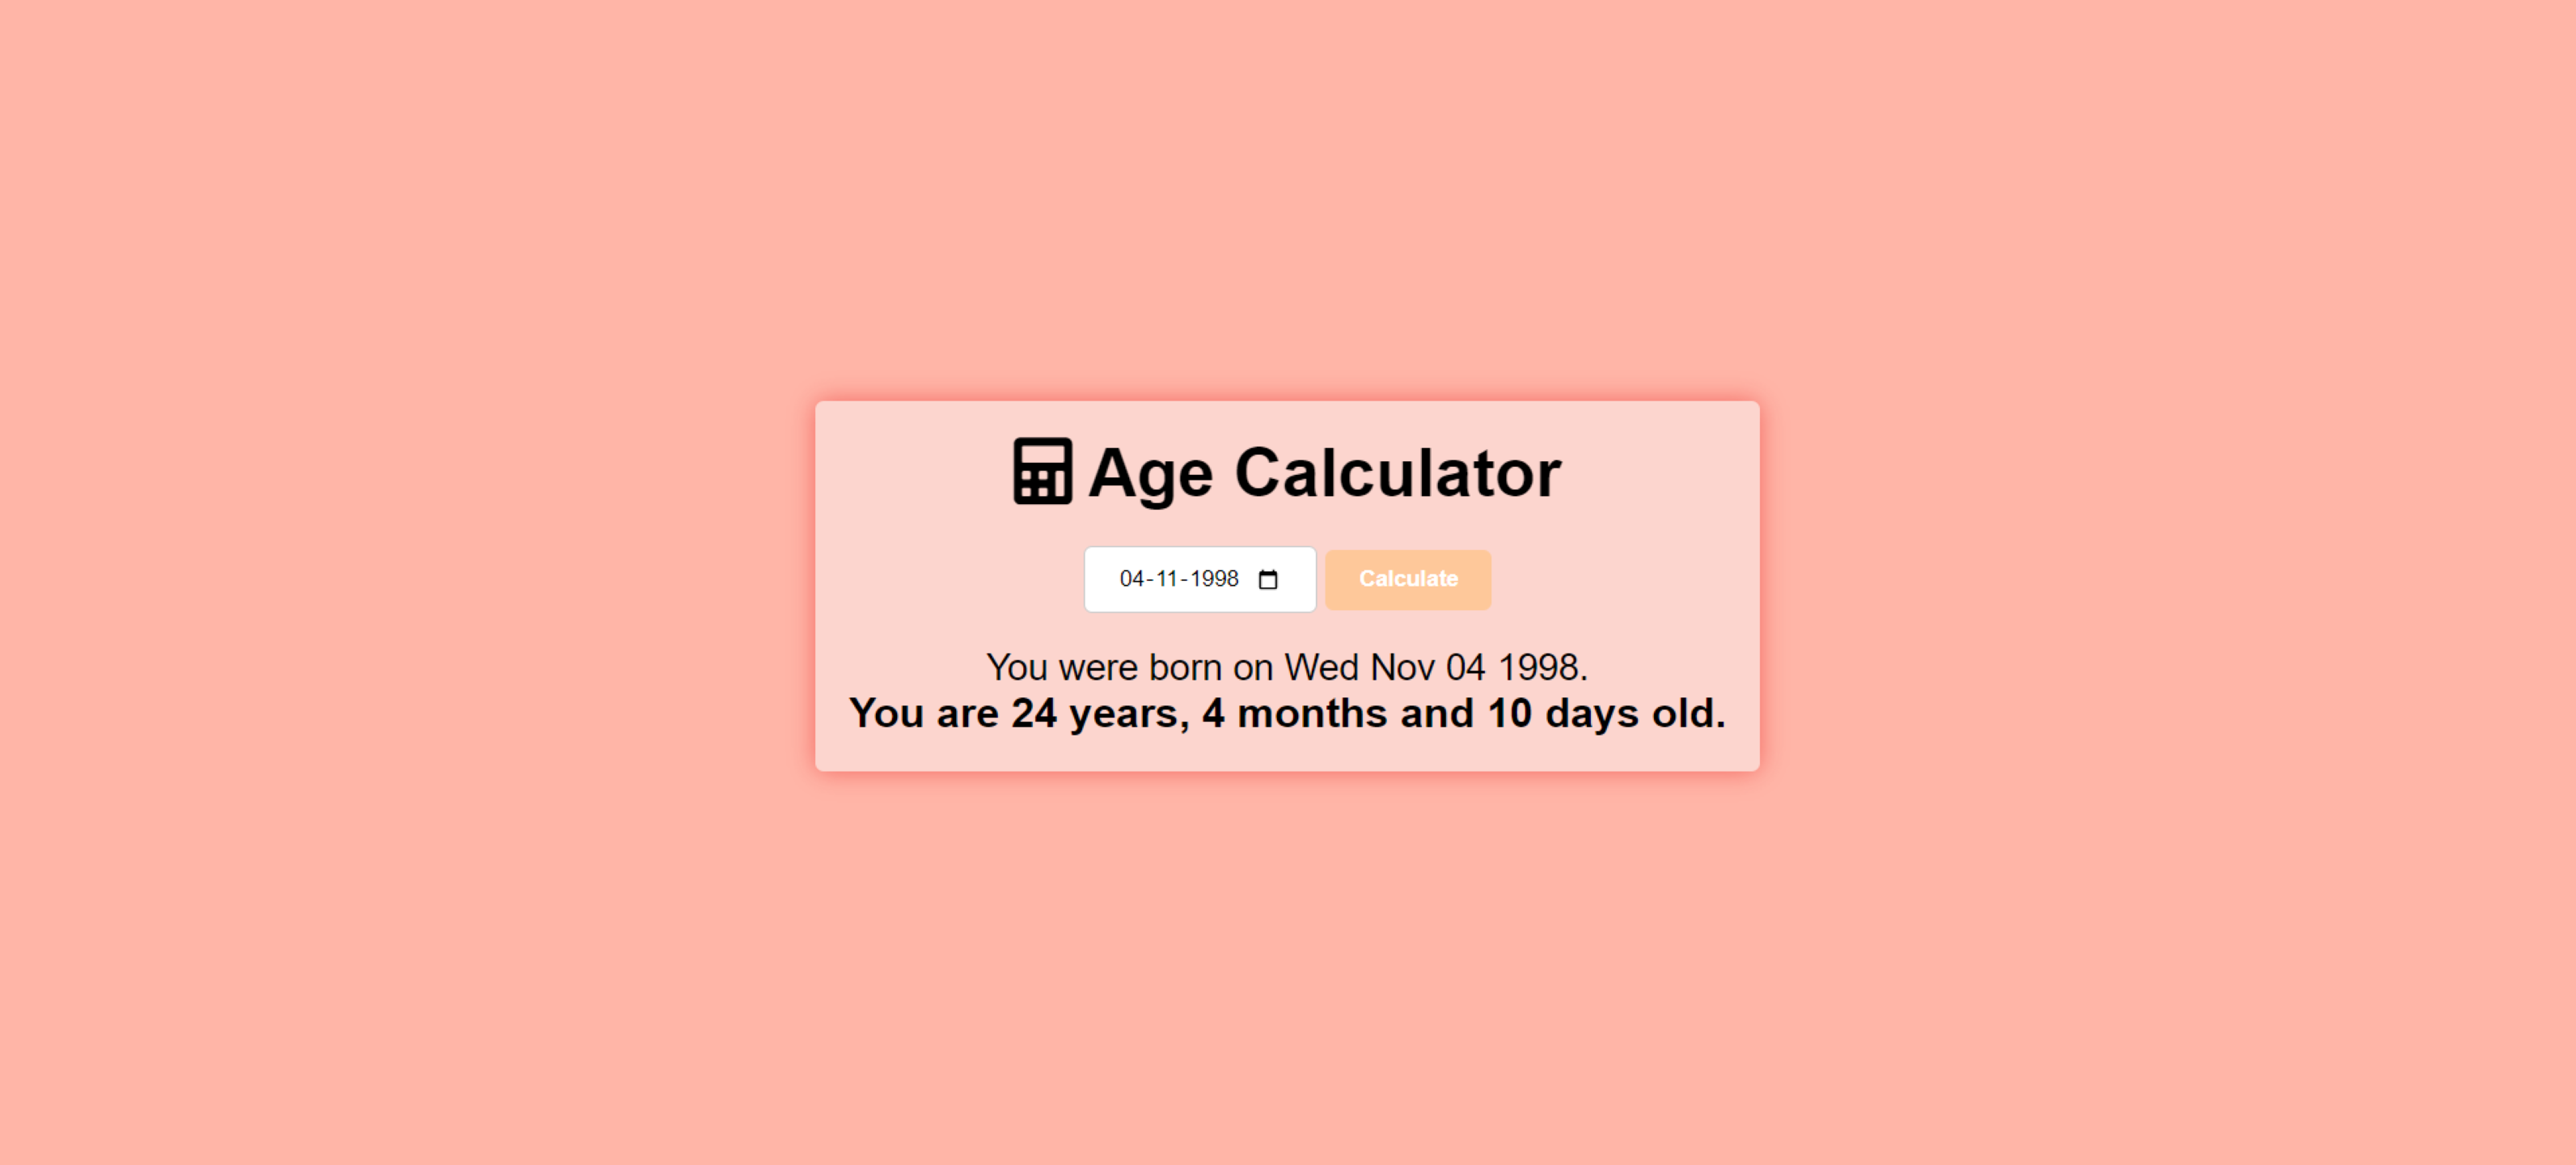 Age Calculator
04-11-1998 Calculate
You were born on Wed Nov 04 1998.
You are 24 years, 4 months and 10 days old.